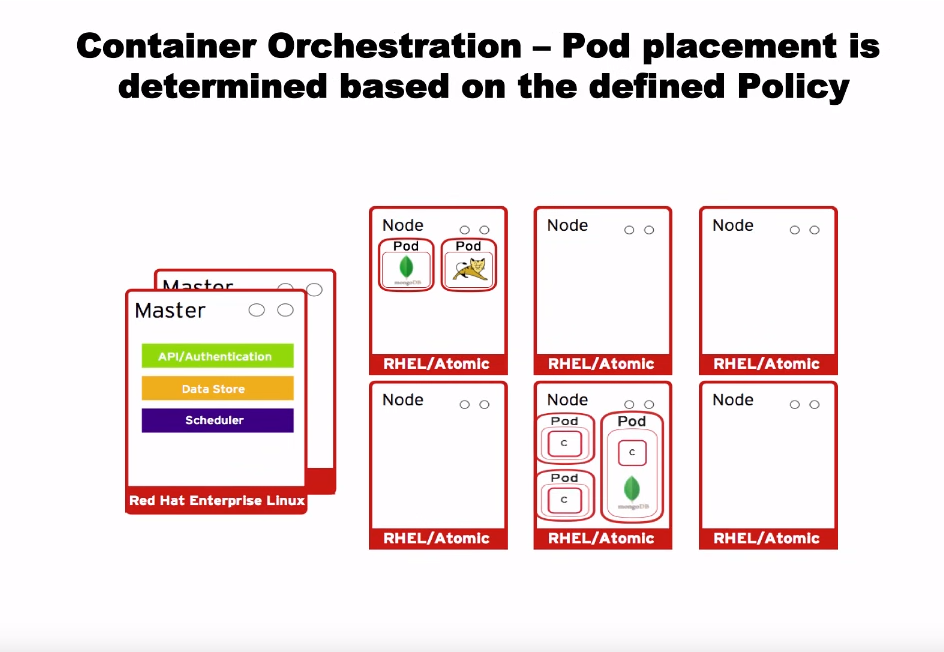 Container Orchestration – Pod placement is
determined based on the defined Policy
Master
Master
API/Authentication
Data Store
Scheduler
Red Hat Enterprise Linux
Node
Pod
mongoDB
Pod
RHEL/Atomic
Node
RHEL/Atomic
Node
RHEL/Atomic
Node
RHEL/Atomic
Node
Pod
C
Pod
C
Pod
C
mongoDB
RHEL/Atomic
Node
RHEL/Atomic